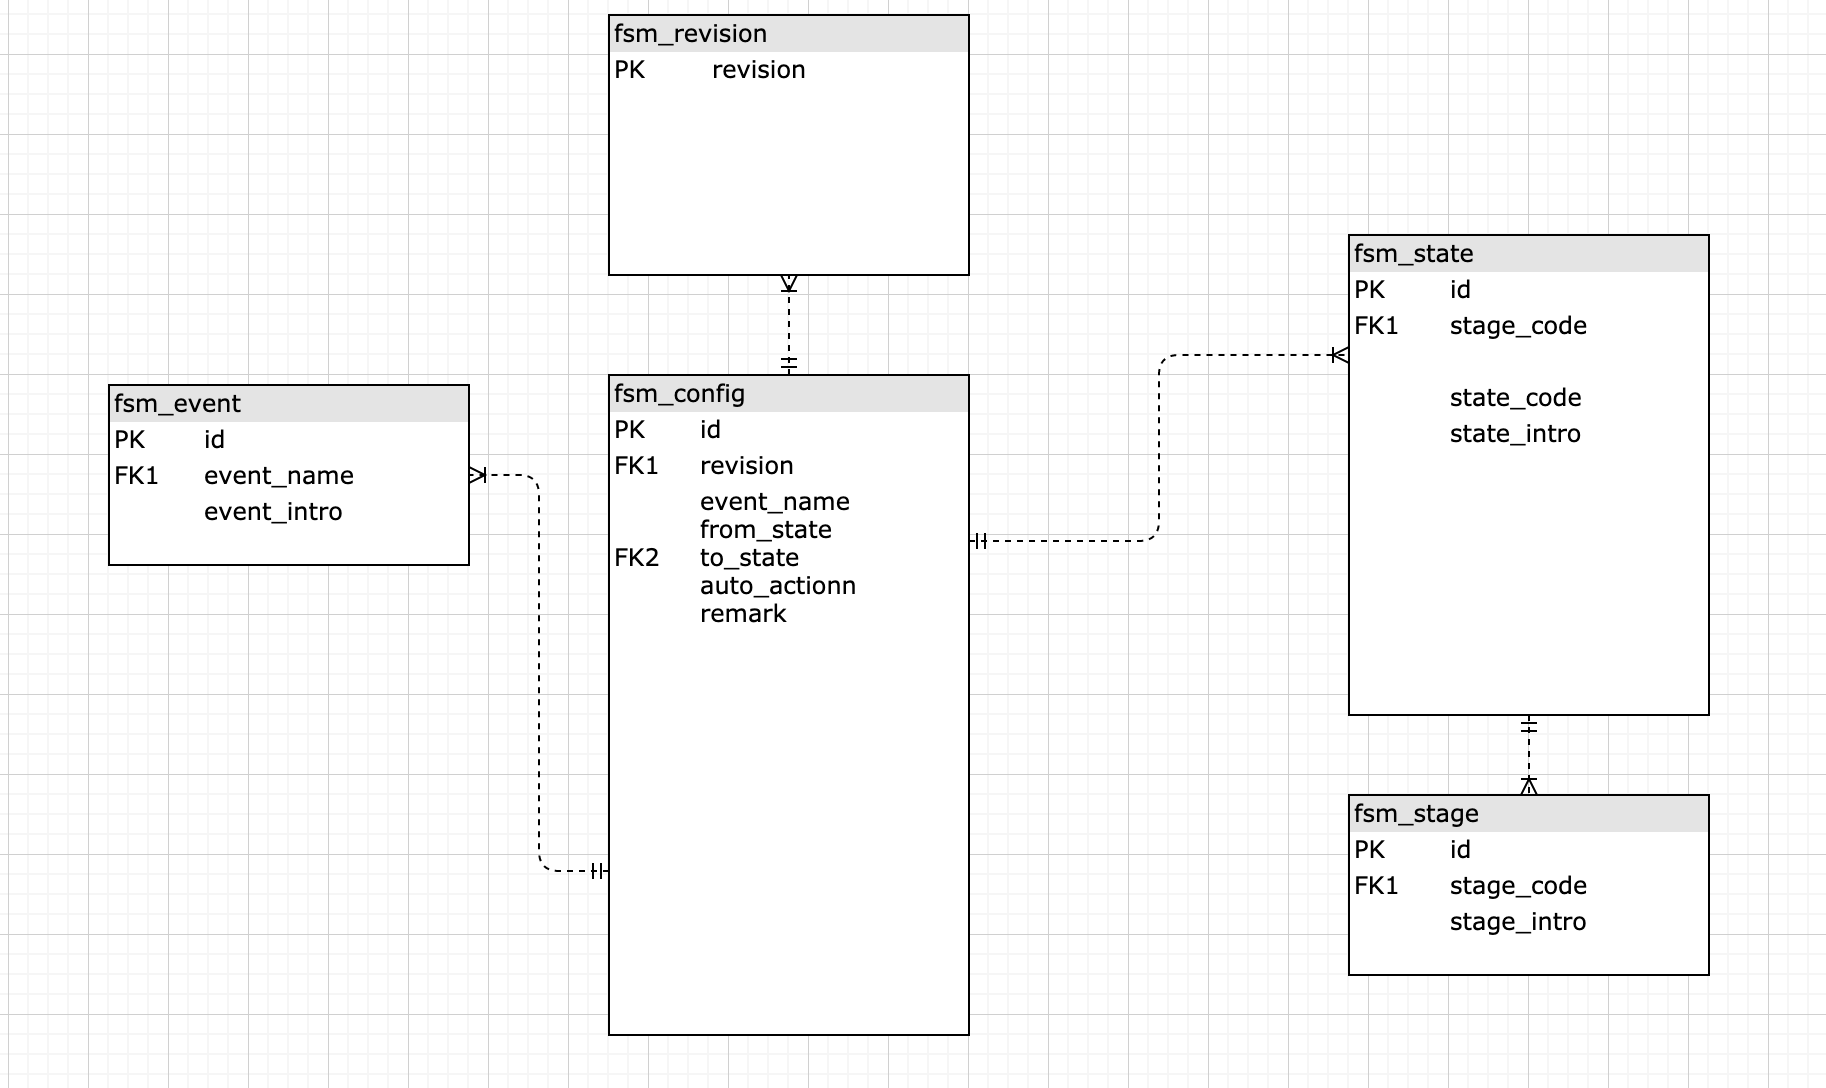 fsm_revision
PK revision
fsm_event
PK id
FK1 event_name
event_intro
fsm_config
PK id
FK1 revision
event_name
from_state
FK2 to_state
auto_actionn
remark
fsm_state
PK id
FK1 stage_code
state_code
state_intro
fsm_stage
PK id
FK1 stage_code
stage_intro